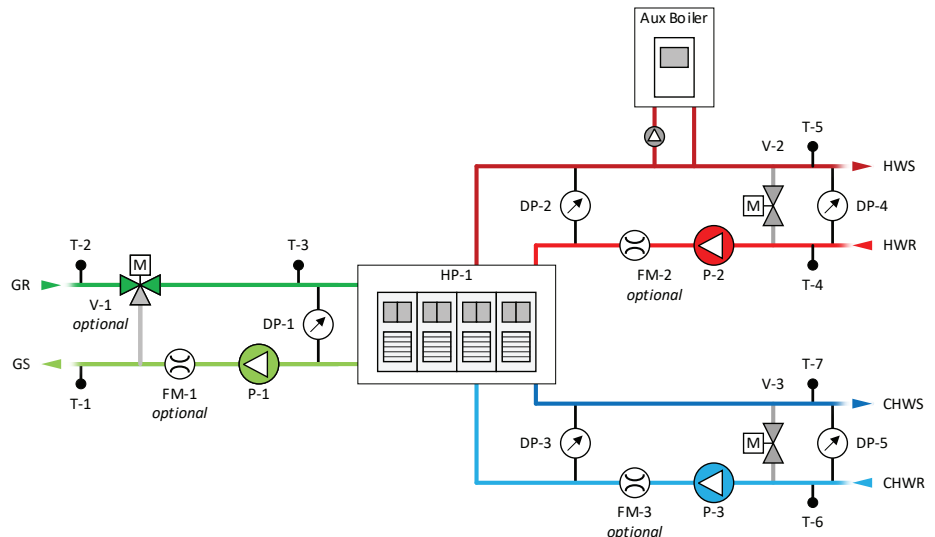 Aux Boiler
T-5
V-2
HWS
DP-2
M
DP-4
T-2
T-3
HWR
M
HP-1
FM-2
P-2
optional
T-4
GR
V-1
optional
DP-1
GS
T-7
V-3
T-1
FM-1
P-1
optional
CHWS
DP-3
M
DP-5
CHWR
FM-3
P-3
optional
T-6